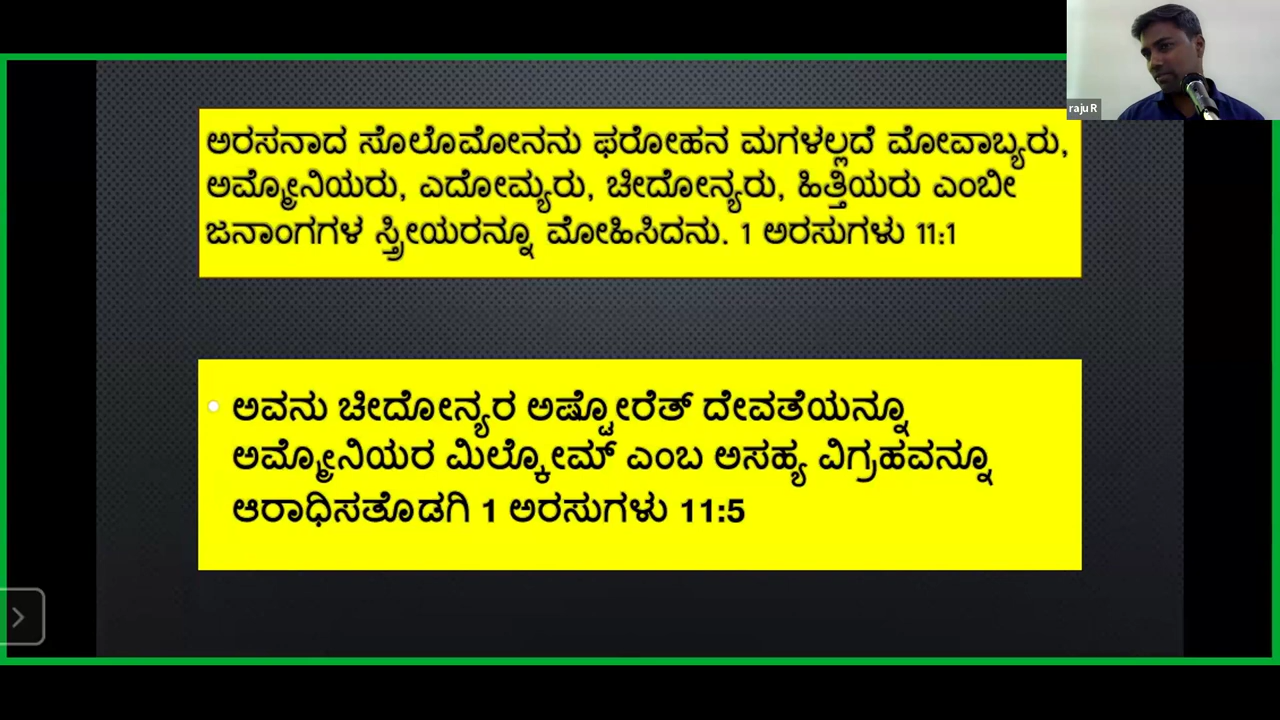 raju R
ಅರಸನಾದ ಸೊಲೊಮೋನನು ಫರೋಹನ ಮಗಳಲ್ಲದೆ ಮೋವಾಬ್ಯರು,
ಅಮ್ಮೋನಿಯರು, ಎದೋಮ್ಯರು, ಚೀದೋನ್ಯರು, ಹಿತ್ತಿಯರು ಎಂಬೀ
ಜನಾಂಗಗಳ ಸ್ತ್ರೀಯರನ್ನೂ ಮೋಹಿಸಿದನು. 1 ಅರಸುಗಳು 11:1
ಅವನು ಚೀದೋನ್ಯರ ಅಷ್ಟೋರೆತ್ ದೇವತೆಯನ್ನೂ
ಅಮ್ಮೋನಿಯರ ಮಿಲ್ಕೋಮ್ ಎಂಬ ಅಸಹ್ಯ ವಿಗ್ರಹವನ್ನೂ
ಆರಾಧಿಸತೊಡಗಿ 1 ಅರಸುಗಳು 11:5